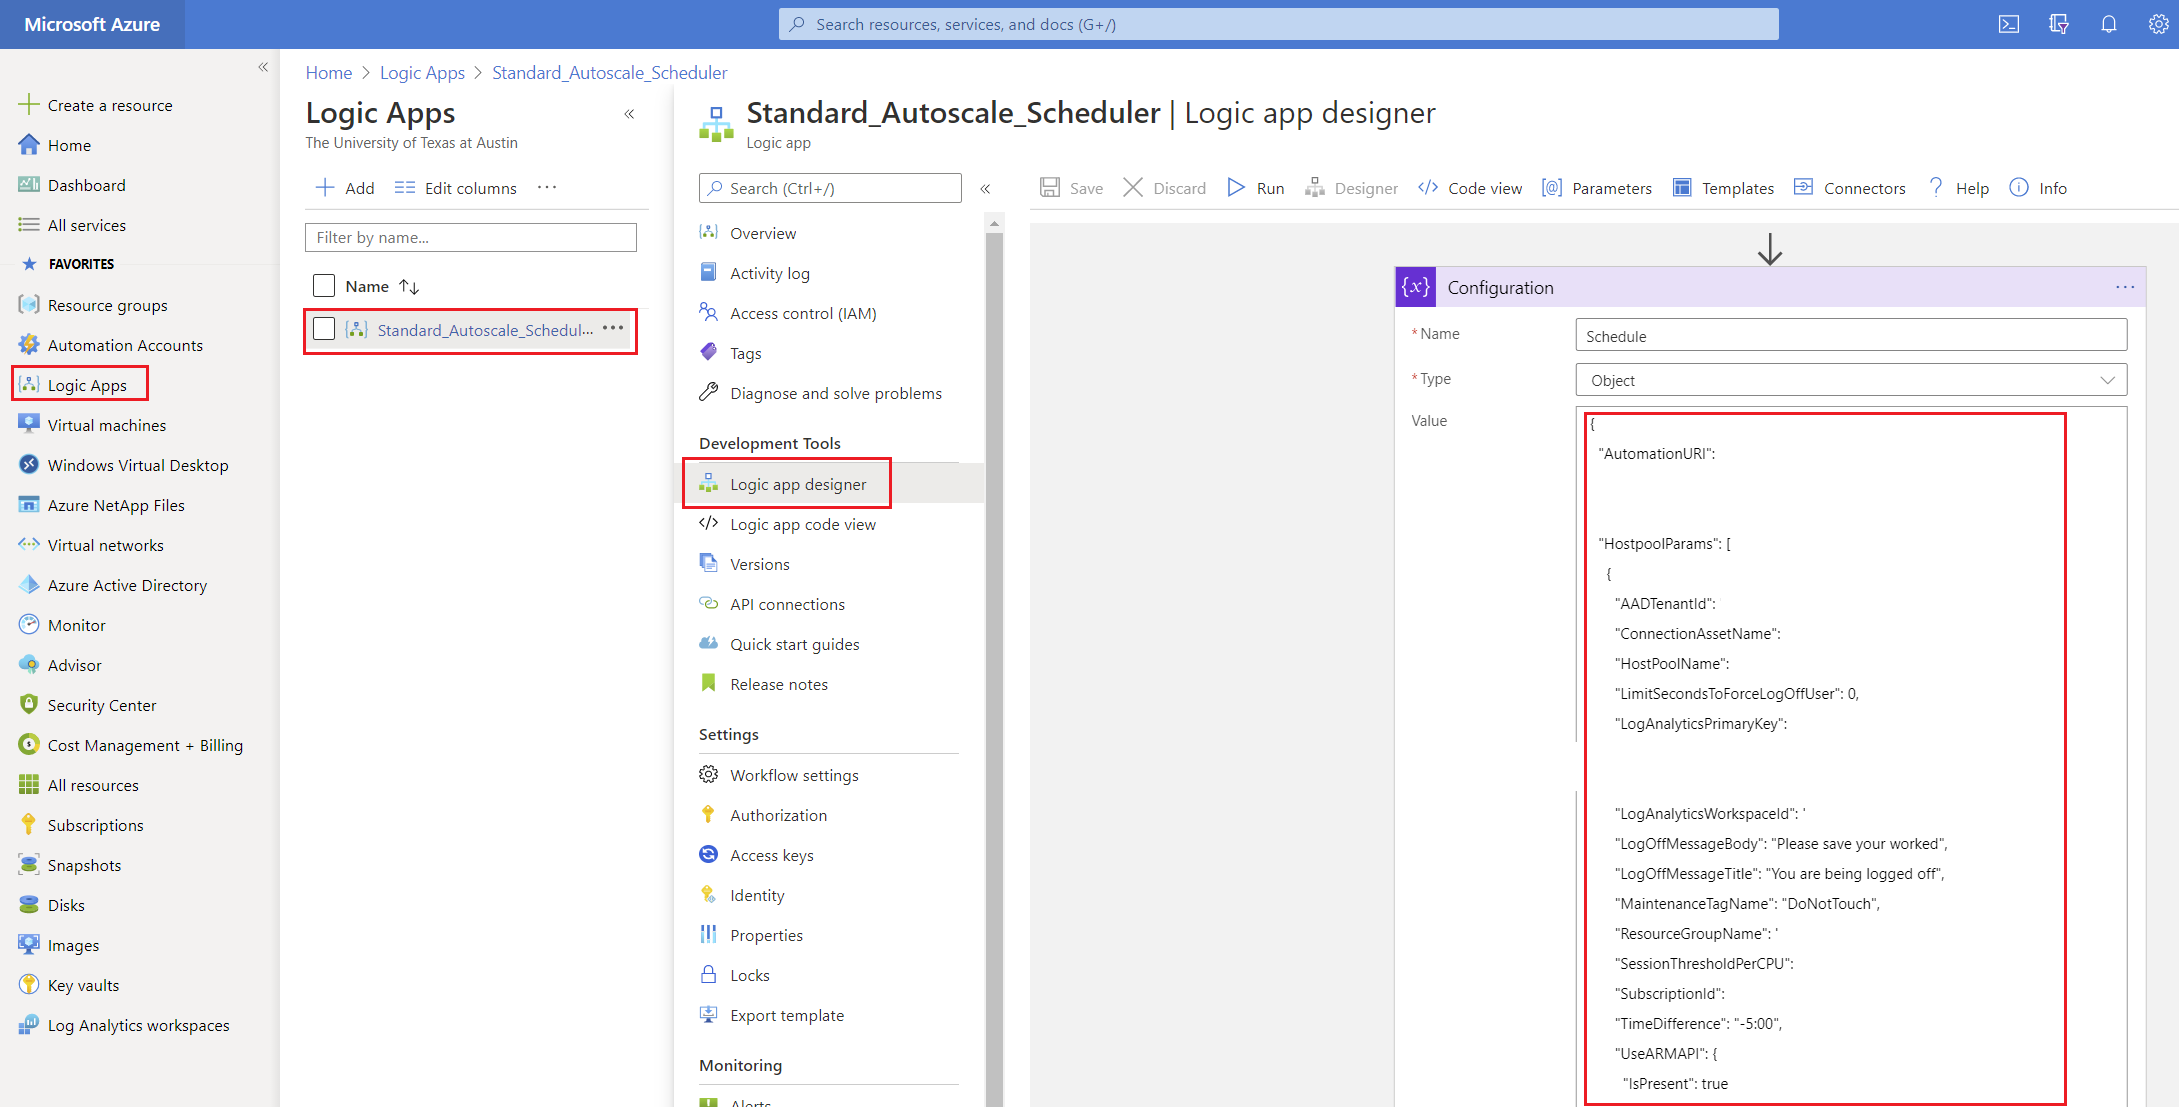 Microsoft Azure
Search resources, services, and docs (G+/)
«
Create a resource
Home
Dashboard
All services
FAVORITES
Resource groups
Automation Accounts
Logic Apps
Virtual machines
Windows Virtual Desktop
Azure NetApp Files
Virtual networks
Azure Active Directory
Monitor
Advisor
Security Center
Cost Management + Billing
All resources
Subscriptions
Snapshots
Disks
Images
Key vaults
Log Analytics workspaces
Home > Logic Apps > Standard_Autoscale_Scheduler
Logic Apps «
The University of Texas at Austin
Add Edit columns ···
Filter by name...
Name ↑↓
Standard_Autoscale_Schedul... ···
Standard_Autoscale_Scheduler | Logic app designer
Logic app
Search (Ctrl+/) «
Overview
Activity log
Access control (IAM)
Tags
Diagnose and solve problems
Development Tools
Logic app designer
Logic app code view
Versions
API connections
Quick start guides
Release notes
Settings
Workflow settings
Authorization
Access keys
Identity
Properties
Locks
Export template
Monitoring
Alerts
Save Discard Run Designer Code view Parameters Templates Connectors Help Info
{x} Configuration ···
*Name Schedule
*Type Object
Value {
"AutomationURI":
"HostpoolParams": [
{
"AADTenantId":
"ConnectionAssetName":
"HostPoolName":
"LimitSecondsToForceLogOffUser": 0,
"LogAnalyticsPrimaryKey":
"LogAnalyticsWorkspaceId": '
"LogOffMessageBody": "Please save your worked",
"LogOffMessageTitle": "You are being logged off",
"MaintenanceTagName": "DoNotTouch",
"ResourceGroupName": '
"SessionThresholdPerCPU":
"SubscriptionId":
"TimeDifference": "-5:00",
"UseARMAPI": {
"IsPresent": true